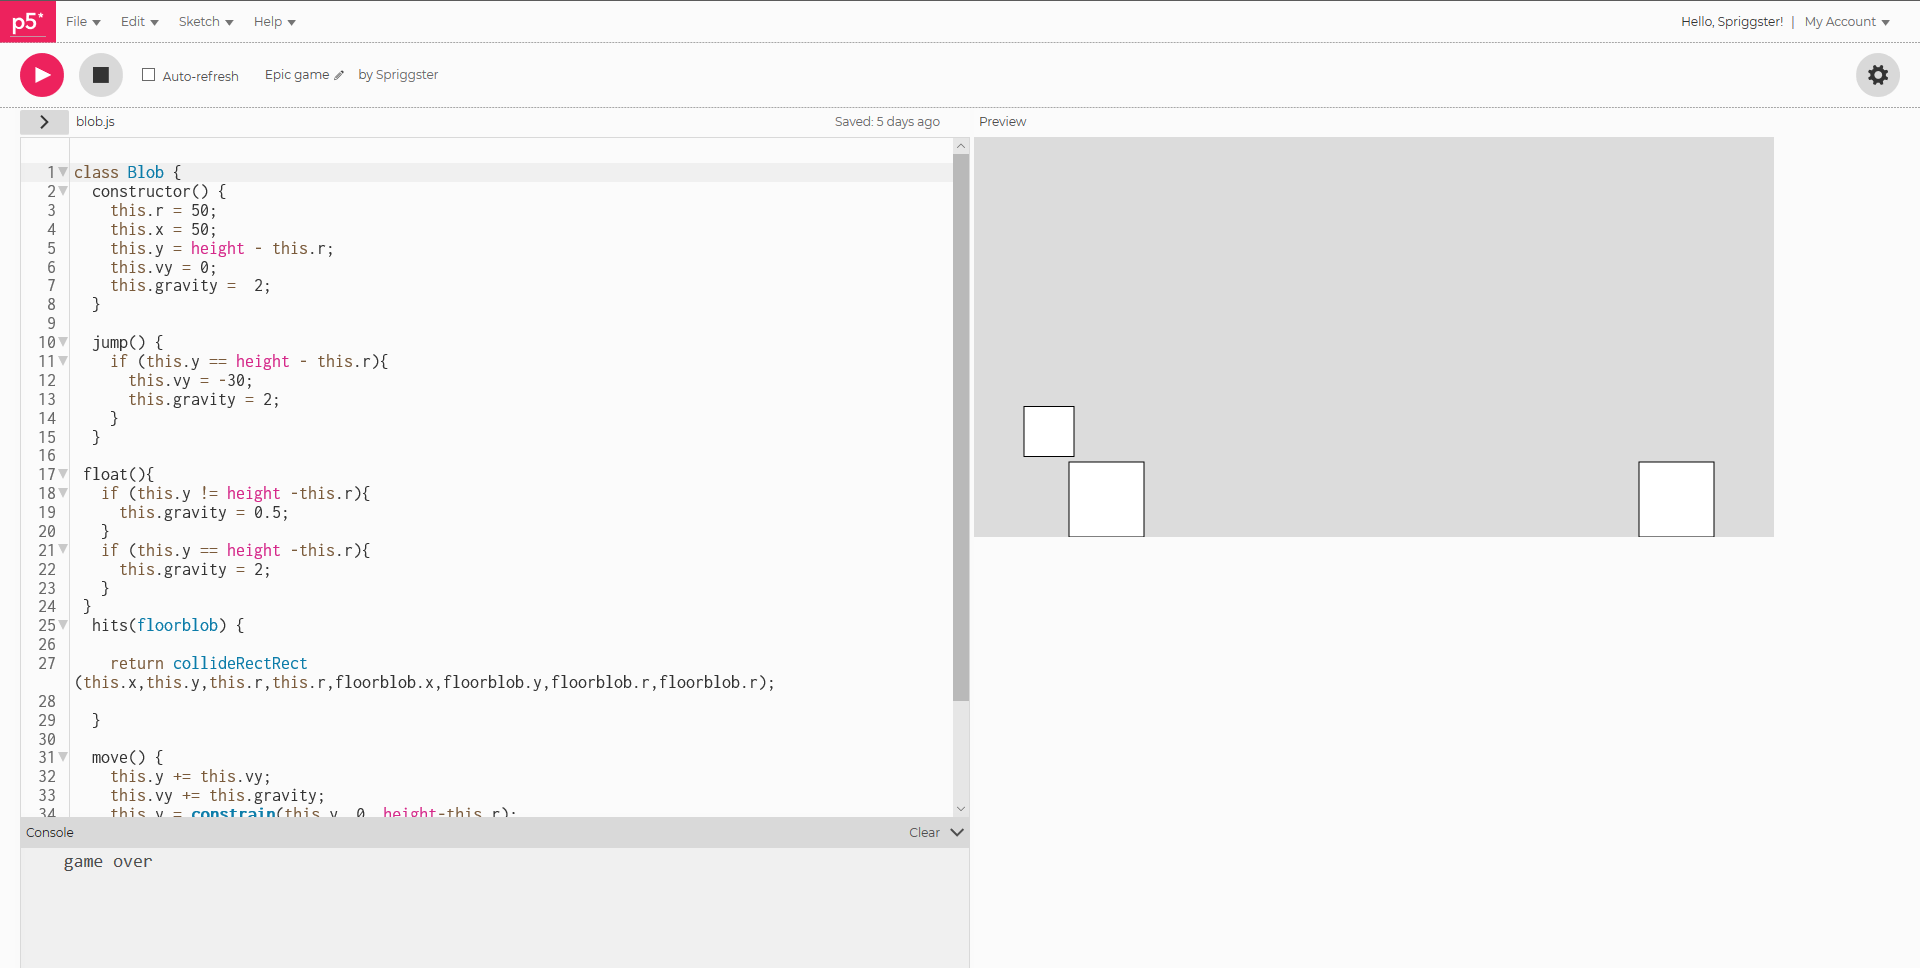 p5* File Edit Sketch Help Hello, Spriggster! | My Account
Auto-refresh Epic game by Spriggster
blob.js Saved: 5 days ago Preview
1 class Blob {
2 constructor() {
3 this.r = 50;
4 this.x = 50;
5 this.y = height - this.r;
6 this.vy = 0;
7 this.gravity =  2;
8 }
9
10 jump() {
11 if (this.y == height - this.r){
12 this.vy = -30;
13 this.gravity = 2;
14 }
15 }
16
17 float(){
18 if (this.y != height -this.r){
19 this.gravity = 0.5;
20 }
21 if (this.y == height -this.r){
22 this.gravity = 2;
23 }
24 }
25 hits(floorblob) {
26
27 return collideRectRect
(this.x,this.y,this.r,this.r,floorblob.x,floorblob.y,floorblob.r,floorblob.r);
28
29 }
30
31 move() {
32 this.y += this.vy;
33 this.vy += this.gravity;
34 this.y = constrain(this.y, 0, height-this.r);
Console Clear
game over